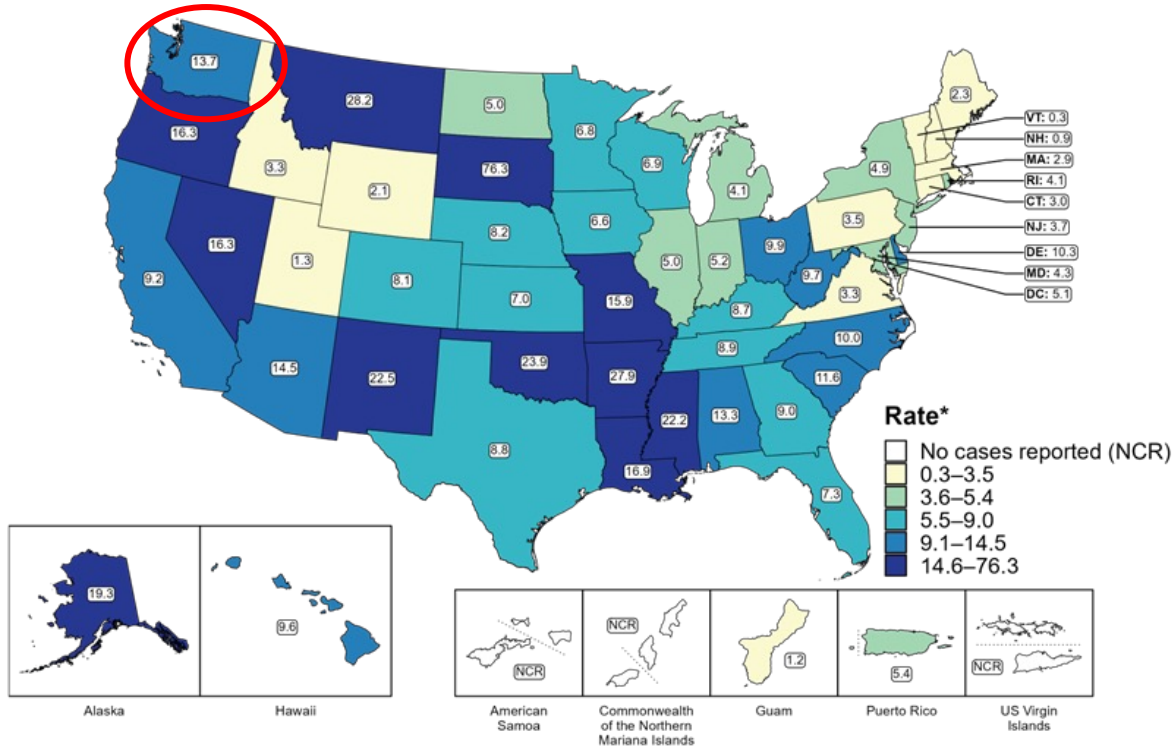 13.7
28.2
5.0
6.8
2.3
VT: 0.3
NH: 0.9
MA: 2.9
RI: 4.1
CT: 3.0
NJ: 3.7
DE: 10.3
MD: 4.3
DC: 5.1
16.3
3.3
2.1
76.3
6.9
4.1
4.9
3.5
9.2
16.3
1.3
8.1
8.2
6.6
5.0
5.2
9.9
9.7
3.3
7.0
15.9
8.7
10.0
14.5
22.5
23.9
27.9
8.9
11.6
8.8
16.9
22.2
13.3
9.0
7.3
Rate*
No cases reported (NCR)
0.3–3.5
3.6–5.4
5.5–9.0
9.1–14.5
14.6–76.3
19.3
Alaska
9.6
Hawaii
NCR
American
Samoa
NCR
Commonwealth
of the Northern
Mariana Islands
1.2
Guam
5.4
Puerto Rico
NCR
US Virgin
Islands